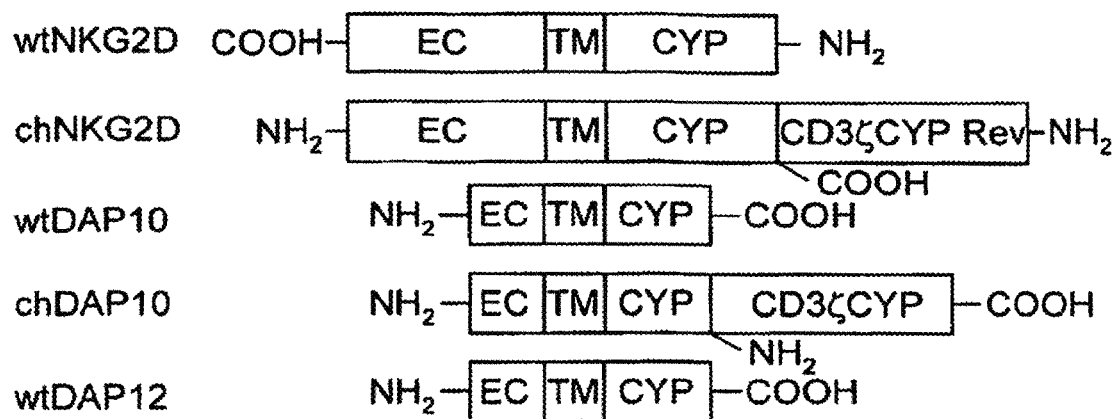 wtNKG2D COOH EC TM CYP NH₂
chNKG2D NH₂ EC TM CYP CD3ζCYP Rev NH₂
COOH
wtDAP10 NH₂ EC TM CYP COOH
chDAP10 NH₂ EC TM CYP CD3ζCYP COOH
NH₂
wtDAP12 NH₂ EC TM CYP COOH